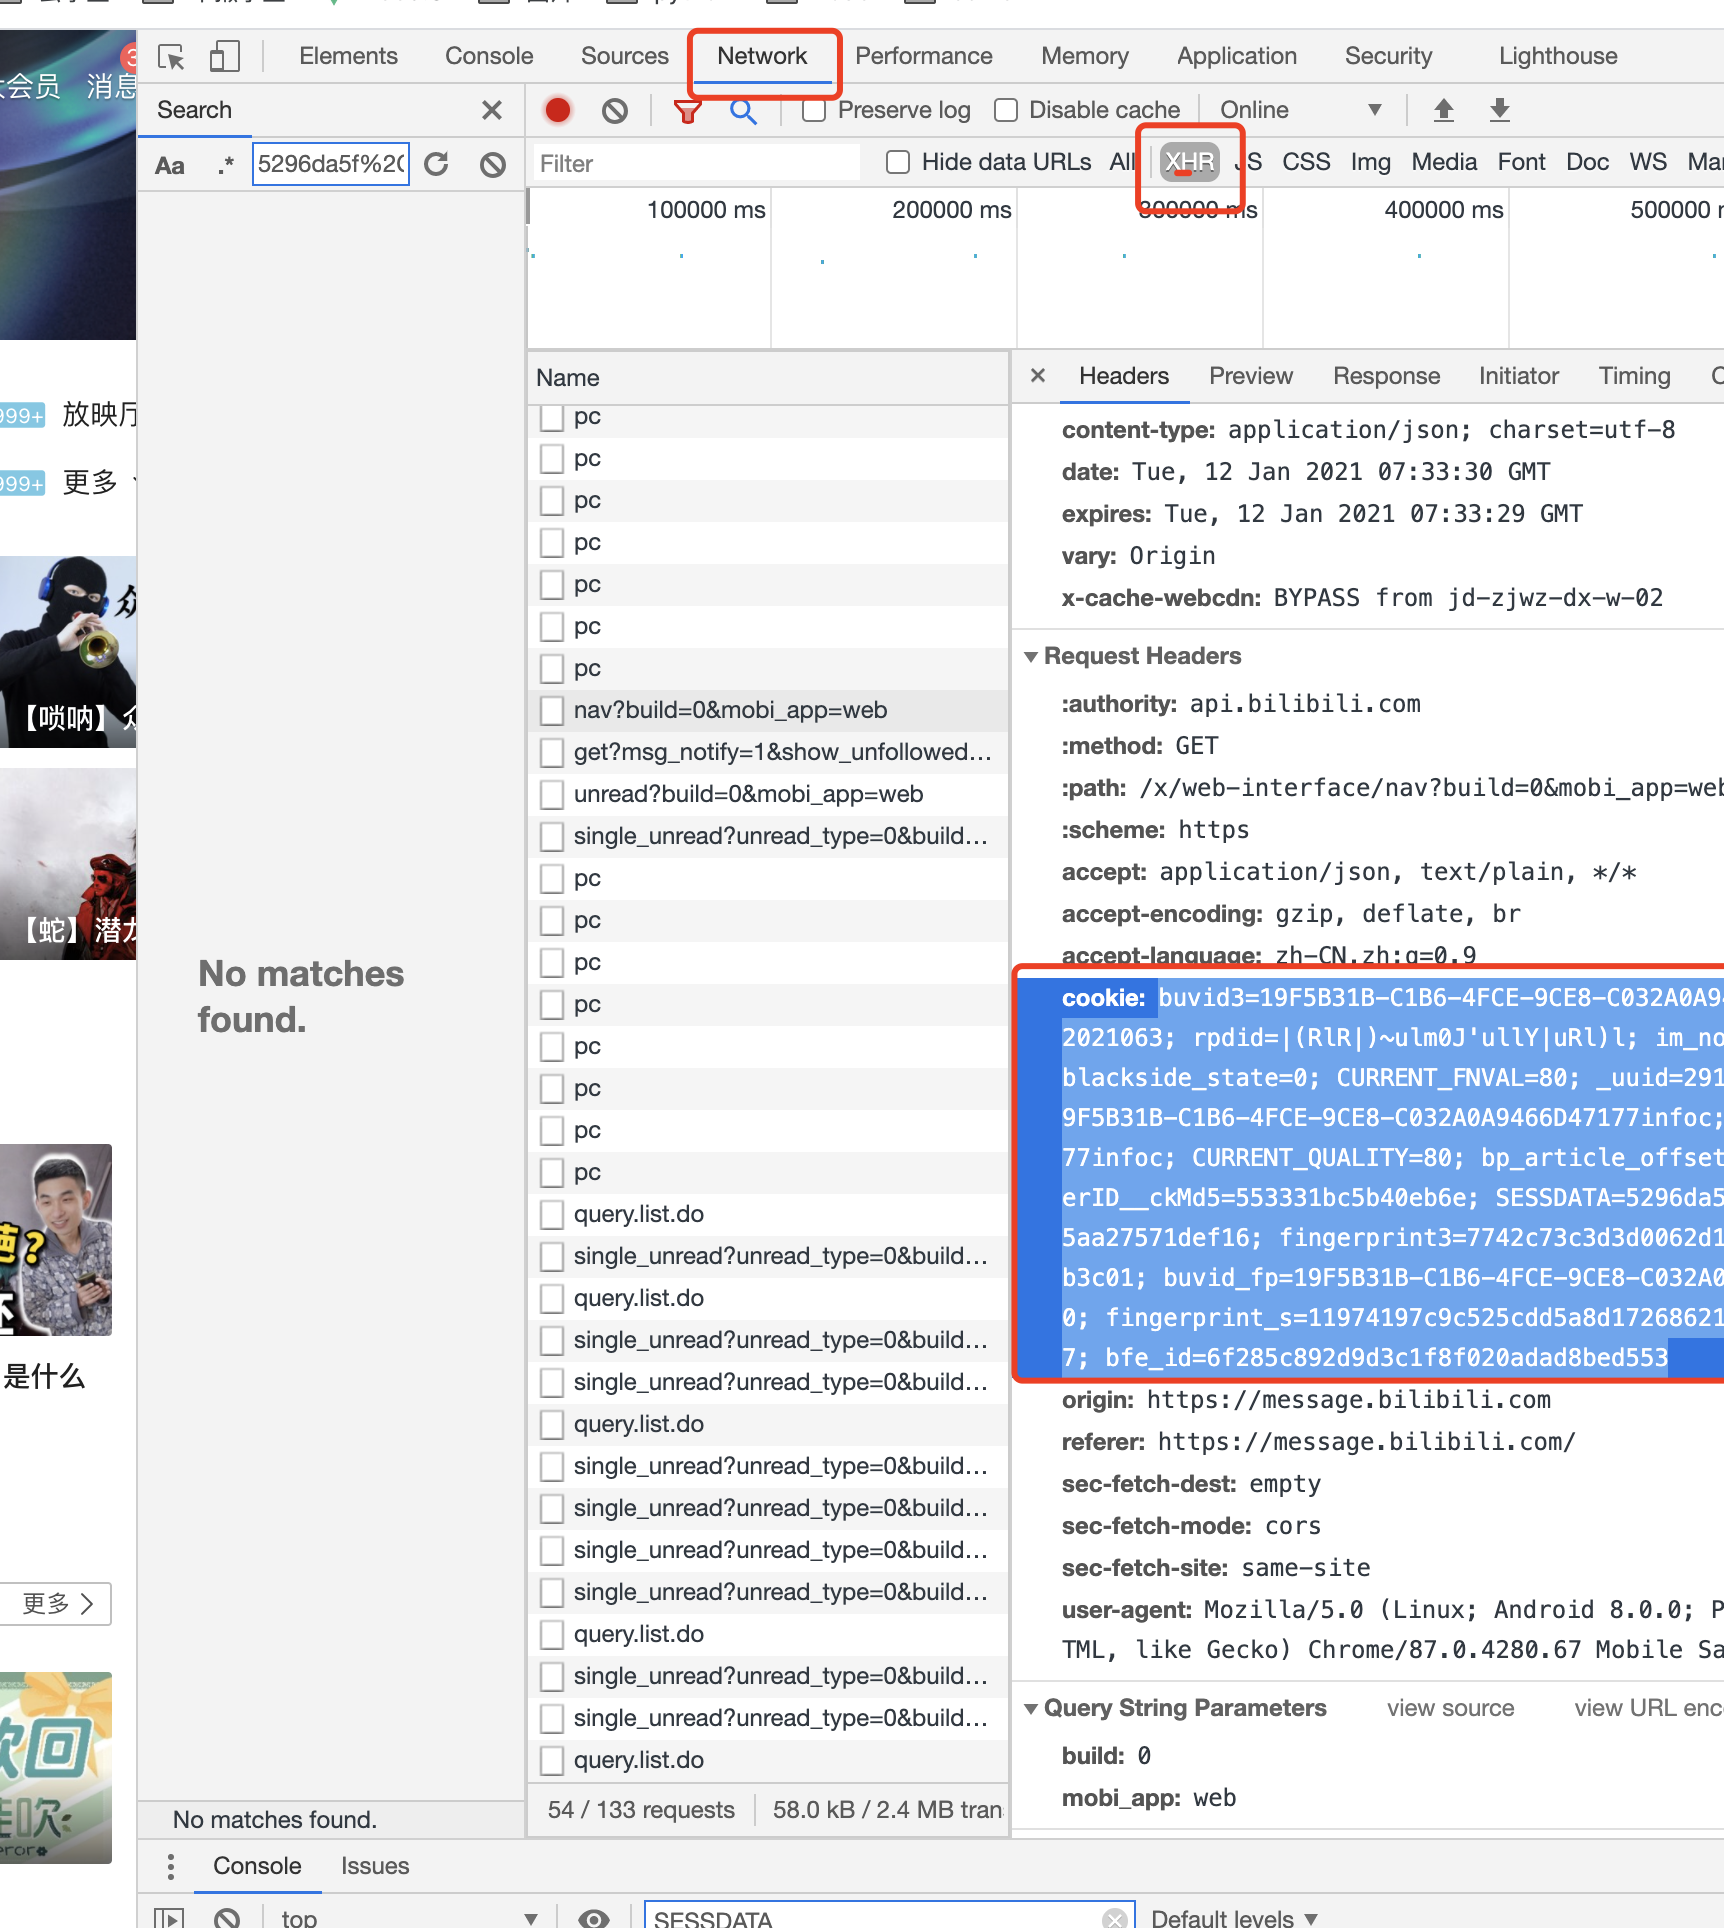 Elements Console Sources Network Performance Memory Application Security Lighthouse
会员 消息 3
Search
Preserve log Disable cache Online
Aa .* 5296da5f%2
Filter Hide data URLs All XHR JS CSS Img Media Font Doc WS Ma
100000 ms 200000 ms 300000 ms 400000 ms 500000
Name
Headers Preview Response Initiator Timing
999+ 放映厅
999+ 更多
【唢呐】
【蛇】潜
是什么
更多
No matches found.
No matches found.
pc
pc
pc
pc
pc
pc
pc
nav?build=0&mobi_app=web
get?msg_notify=1&show_unfollowed...
unread?build=0&mobi_app=web
single_unread?unread_type=0&build...
pc
pc
pc
pc
pc
pc
pc
pc
query.list.do
single_unread?unread_type=0&build...
query.list.do
single_unread?unread_type=0&build...
single_unread?unread_type=0&build...
query.list.do
single_unread?unread_type=0&build...
single_unread?unread_type=0&build...
single_unread?unread_type=0&build...
single_unread?unread_type=0&build...
query.list.do
single_unread?unread_type=0&build...
single_unread?unread_type=0&build...
query.list.do
54 / 133 requests 58.0 kB / 2.4 MB tran
content-type: application/json; charset=utf-8
date: Tue, 12 Jan 2021 07:33:30 GMT
expires: Tue, 12 Jan 2021 07:33:29 GMT
vary: Origin
x-cache-webcdn: BYPASS from jd-zjwz-dx-w-02
Request Headers
:authority: api.bilibili.com
:method: GET
:path: /x/web-interface/nav?build=0&mobi_app=web
:scheme: https
accept: application/json, text/plain, */*
accept-encoding: gzip, deflate, br
accept-language: zh-CN,zh;q=0.9
cookie: buvid3=19F5B31B-C1B6-4FCE-9CE8-C032A0A9
2021063; rpdid=|(RlR|)~ulm0J'ullY|uRl)l; im_no
blackside_state=0; CURRENT_FNVAL=80; _uuid=291
9F5B31B-C1B6-4FCE-9CE8-C032A0A9466D47177infoc;
77infoc; CURRENT_QUALITY=80; bp_article_offset
erID__ckMd5=553331bc5b40eb6e; SESSDATA=5296da5
5aa27571def16; fingerprint3=7742c73c3d3d0062d1
b3c01; buvid_fp=19F5B31B-C1B6-4FCE-9CE8-C032A0
0; fingerprint_s=11974197c9c525cdd5a8d17268621
7; bfe_id=6f285c892d9d3c1f8f020adad8bed553
origin: https://message.bilibili.com
referer: https://message.bilibili.com/
sec-fetch-dest: empty
sec-fetch-mode: cors
sec-fetch-site: same-site
user-agent: Mozilla/5.0 (Linux; Android 8.0.0; P
TML, like Gecko) Chrome/87.0.4280.67 Mobile Sa
Query String Parameters view source view URL enc
build: 0
mobi_app: web
Console Issues
top SESSDATA Default levels